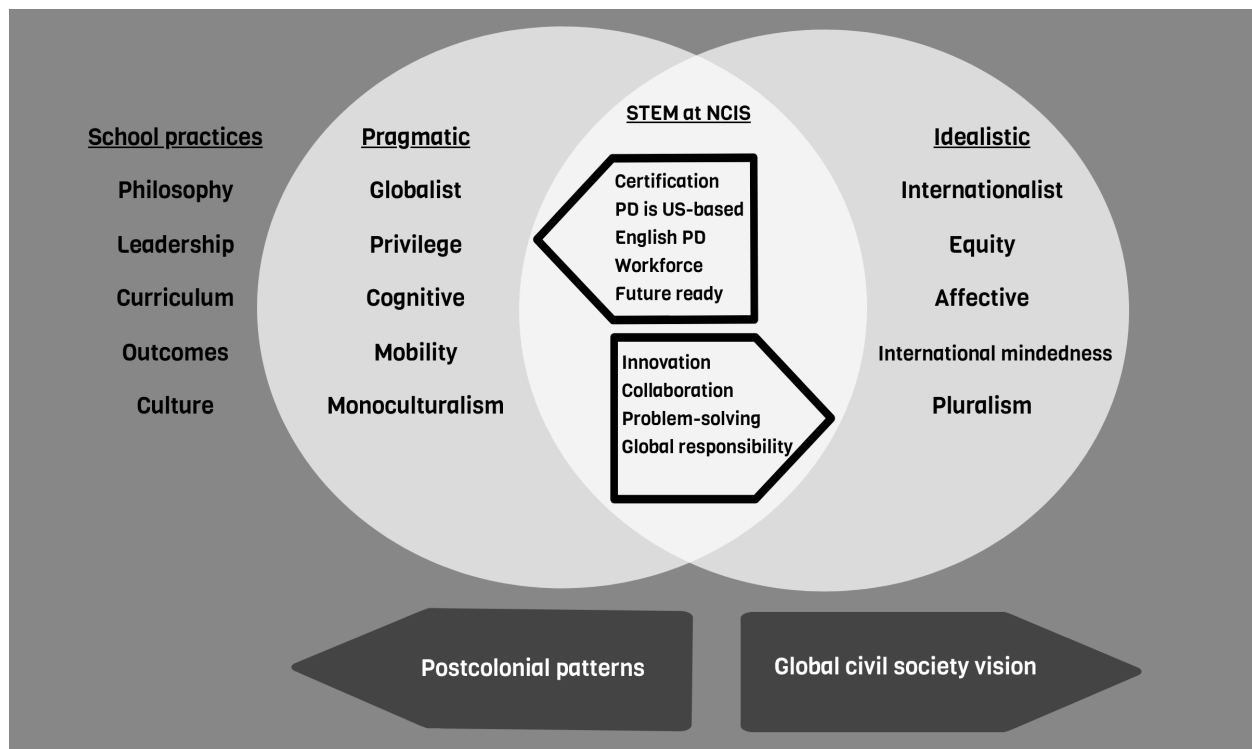 School practices
Philosophy
Leadership
Curriculum
Outcomes
Culture
Pragmatic
Globalist
Privilege
Cognitive
Mobility
Monoculturalism
STEM at NCIS
Certification
PD is US-based
English PD
Workforce
Future ready
Innovation
Collaboration
Problem-solving
Global responsibility
Idealistic
Internationalist
Equity
Affective
International mindedness
Pluralism
Postcolonial patterns
Global civil society vision